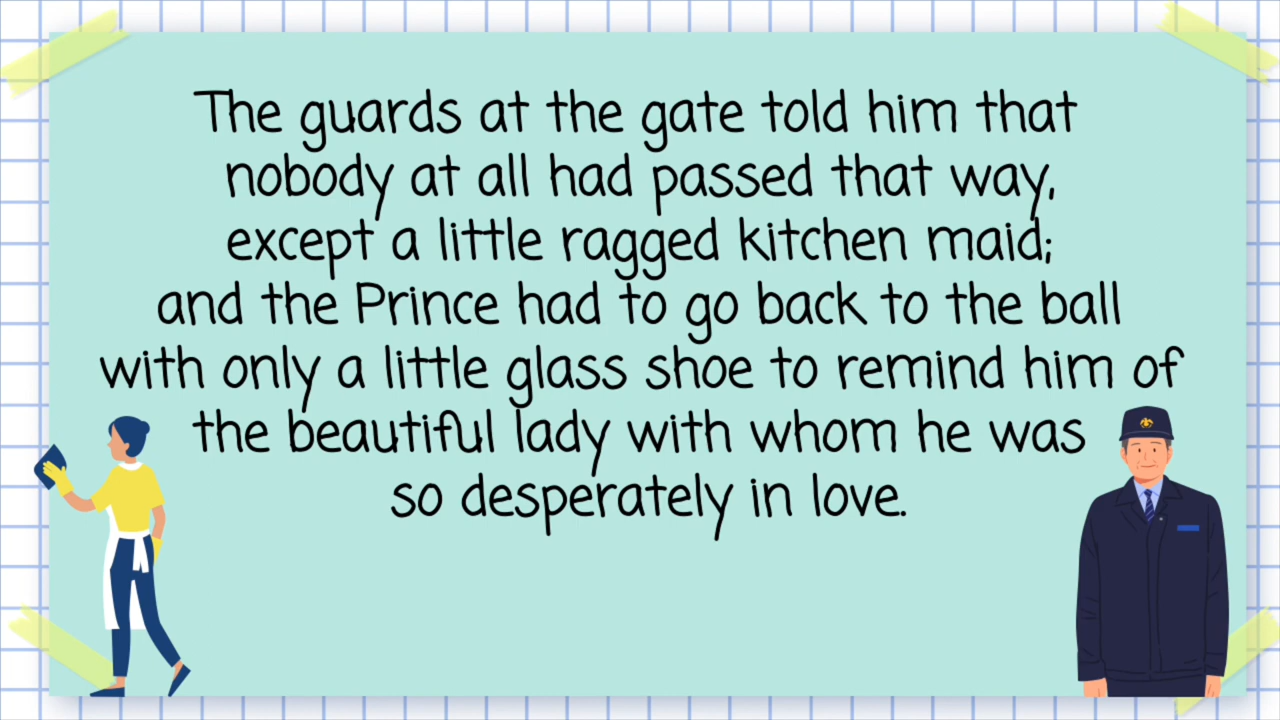 The guards at the gate told him that
nobody at all had passed that way,
except a little ragged kitchen maid;
and the Prince had to go back to the ball
with only a little glass shoe to remind him of
the beautiful lady with whom he was
so desperately in love.